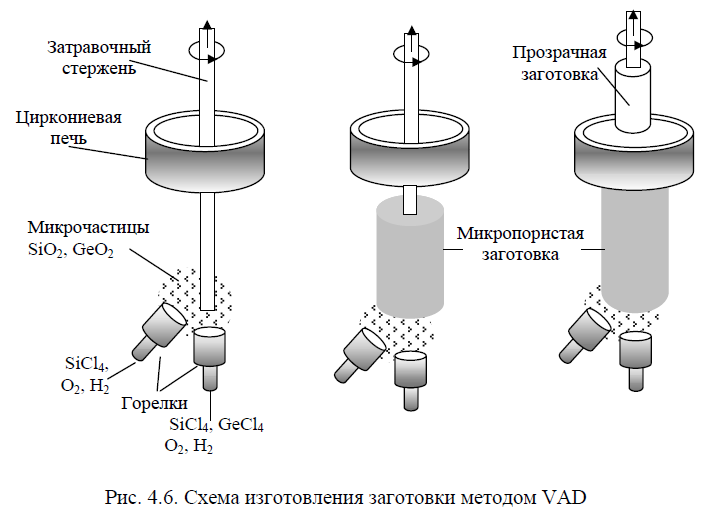 Затравочный
стержень
Циркониевая
печь
Микрочастицы
SiO₂, GeO₂
SiCl₄,
O₂, H₂
Горелки
SiCl₄, GeCl₄
O₂, H₂
Прозрачная
заготовка
Микропористая
заготовка
Рис. 4.6. Схема изготовления заготовки методом VAD